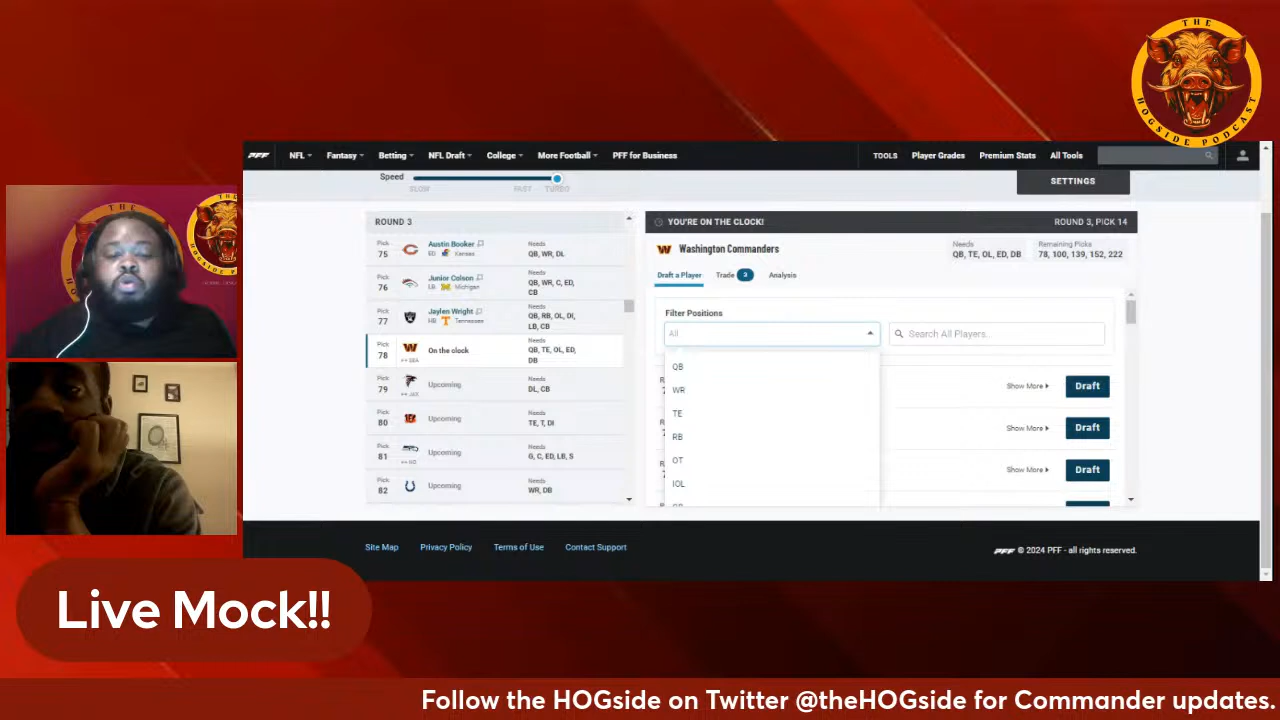 THE
HOGSIDE PODCAST
PFF NFL Fantasy Betting NFL Draft College More Football PFF for Business TOOLS Player Grades Premium Stats All Tools
Speed
SLOW FAST TURBO
SETTINGS
ROUND 3
Pick 75 Austin Booker ED Kansas Needs QB, WR, DL
Pick 76 Junior Colson LB Michigan Needs QB, WR, C, ED, CB
Pick 77 Jaylen Wright HB Tennessee Needs QB, RB, OL, DI, LB, CB
Pick 78 On the clock Needs QB, TE, OL, ED, DB
Pick 79 Upcoming Needs DL, CB
Pick 80 Upcoming Needs TE, T, DI
Pick 81 Upcoming Needs G, C, ED, LB, S
Pick 82 Upcoming Needs WR, DB
YOU'RE ON THE CLOCK! ROUND 3, PICK 14
Washington Commanders
Needs
QB, TE, OL, ED, DB
Remaining Picks
78, 100, 139, 152, 222
Draft a Player Trade 3 Analysis
Filter Positions
All
Search All Players...
QB
WR
TE
RB
OT
IOL
Show More Draft
Show More Draft
Show More Draft
Site Map Privacy Policy Terms of Use Contact Support
PFF © 2024 PFF - all rights reserved.
Live Mock!!
Follow the HOGside on Twitter @theHOGside for Commander updates.